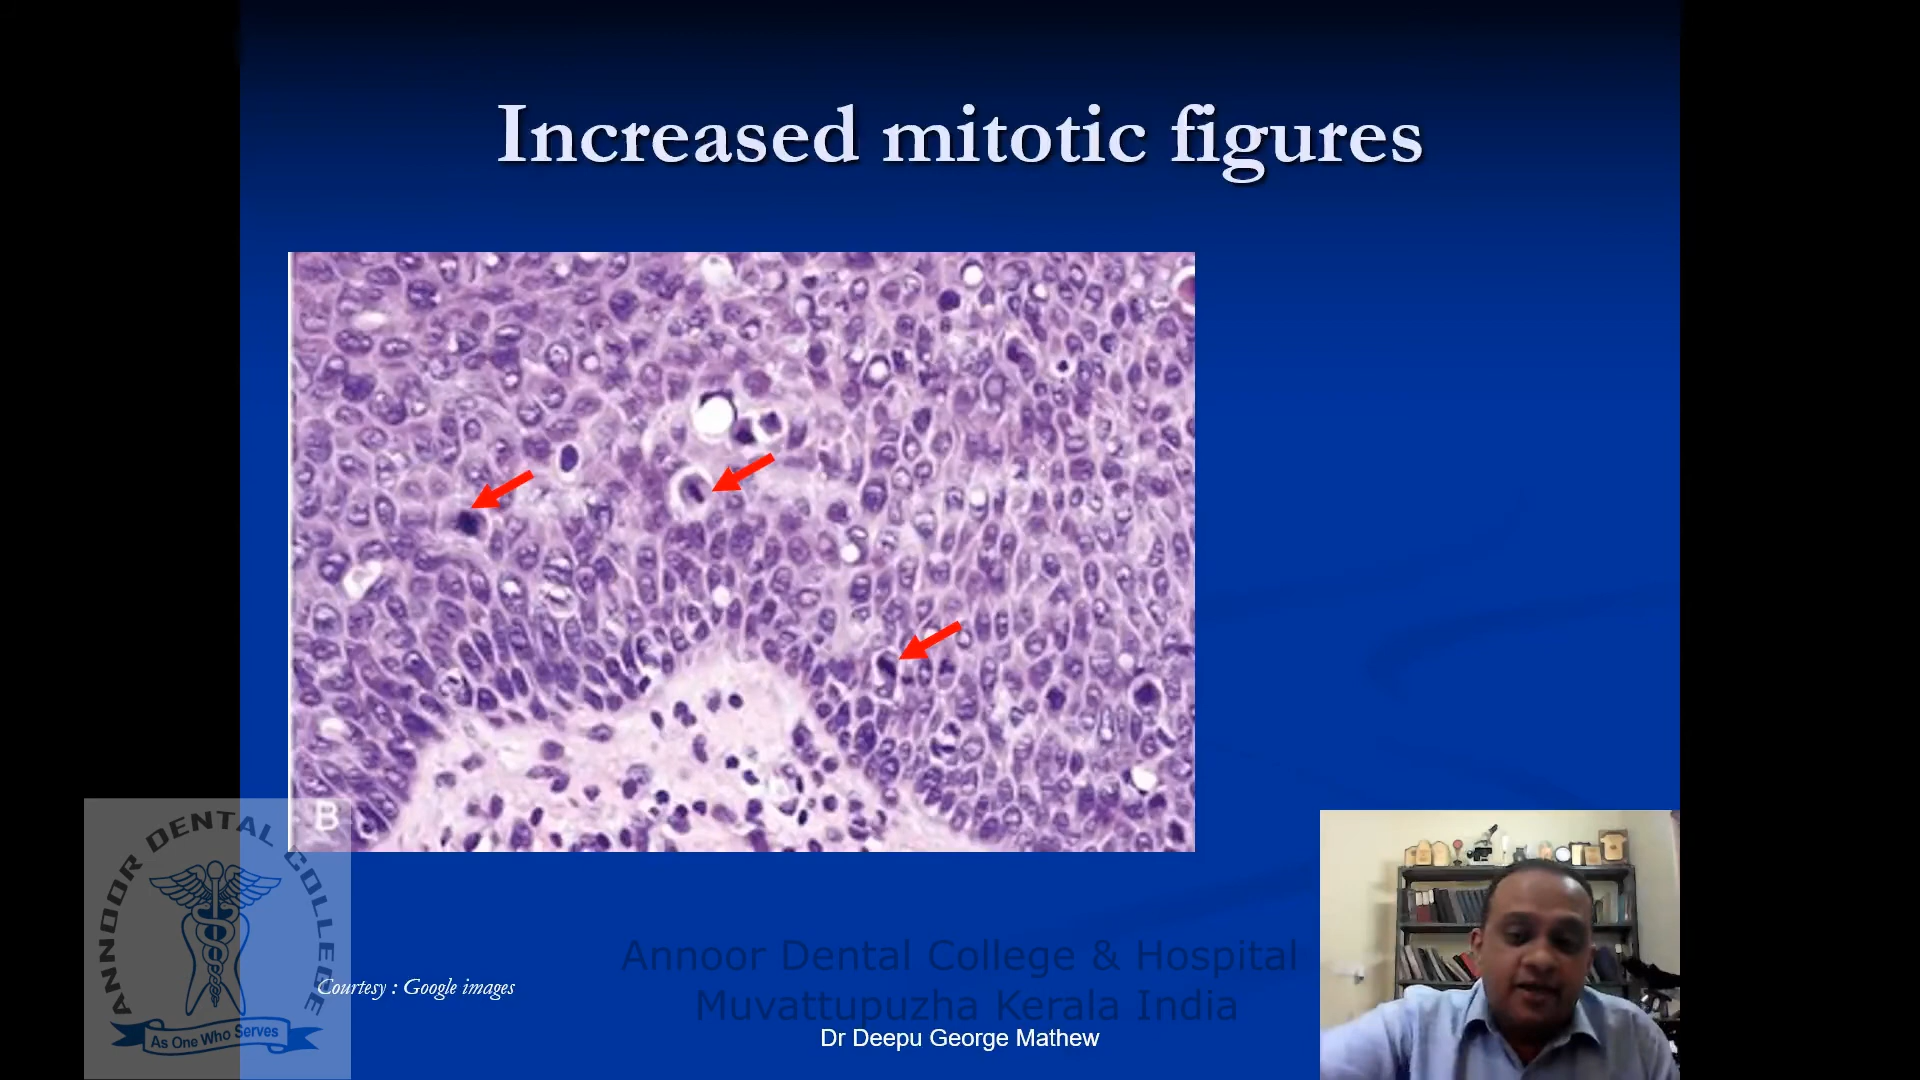 Increased mitotic figures
B
ANNOOR DENTAL COLLEGE
As One Who Serves
Courtesy : Google images
Annoor Dental College & Hospital
Muvattupuzha Kerala India
Dr Deepu George Mathew